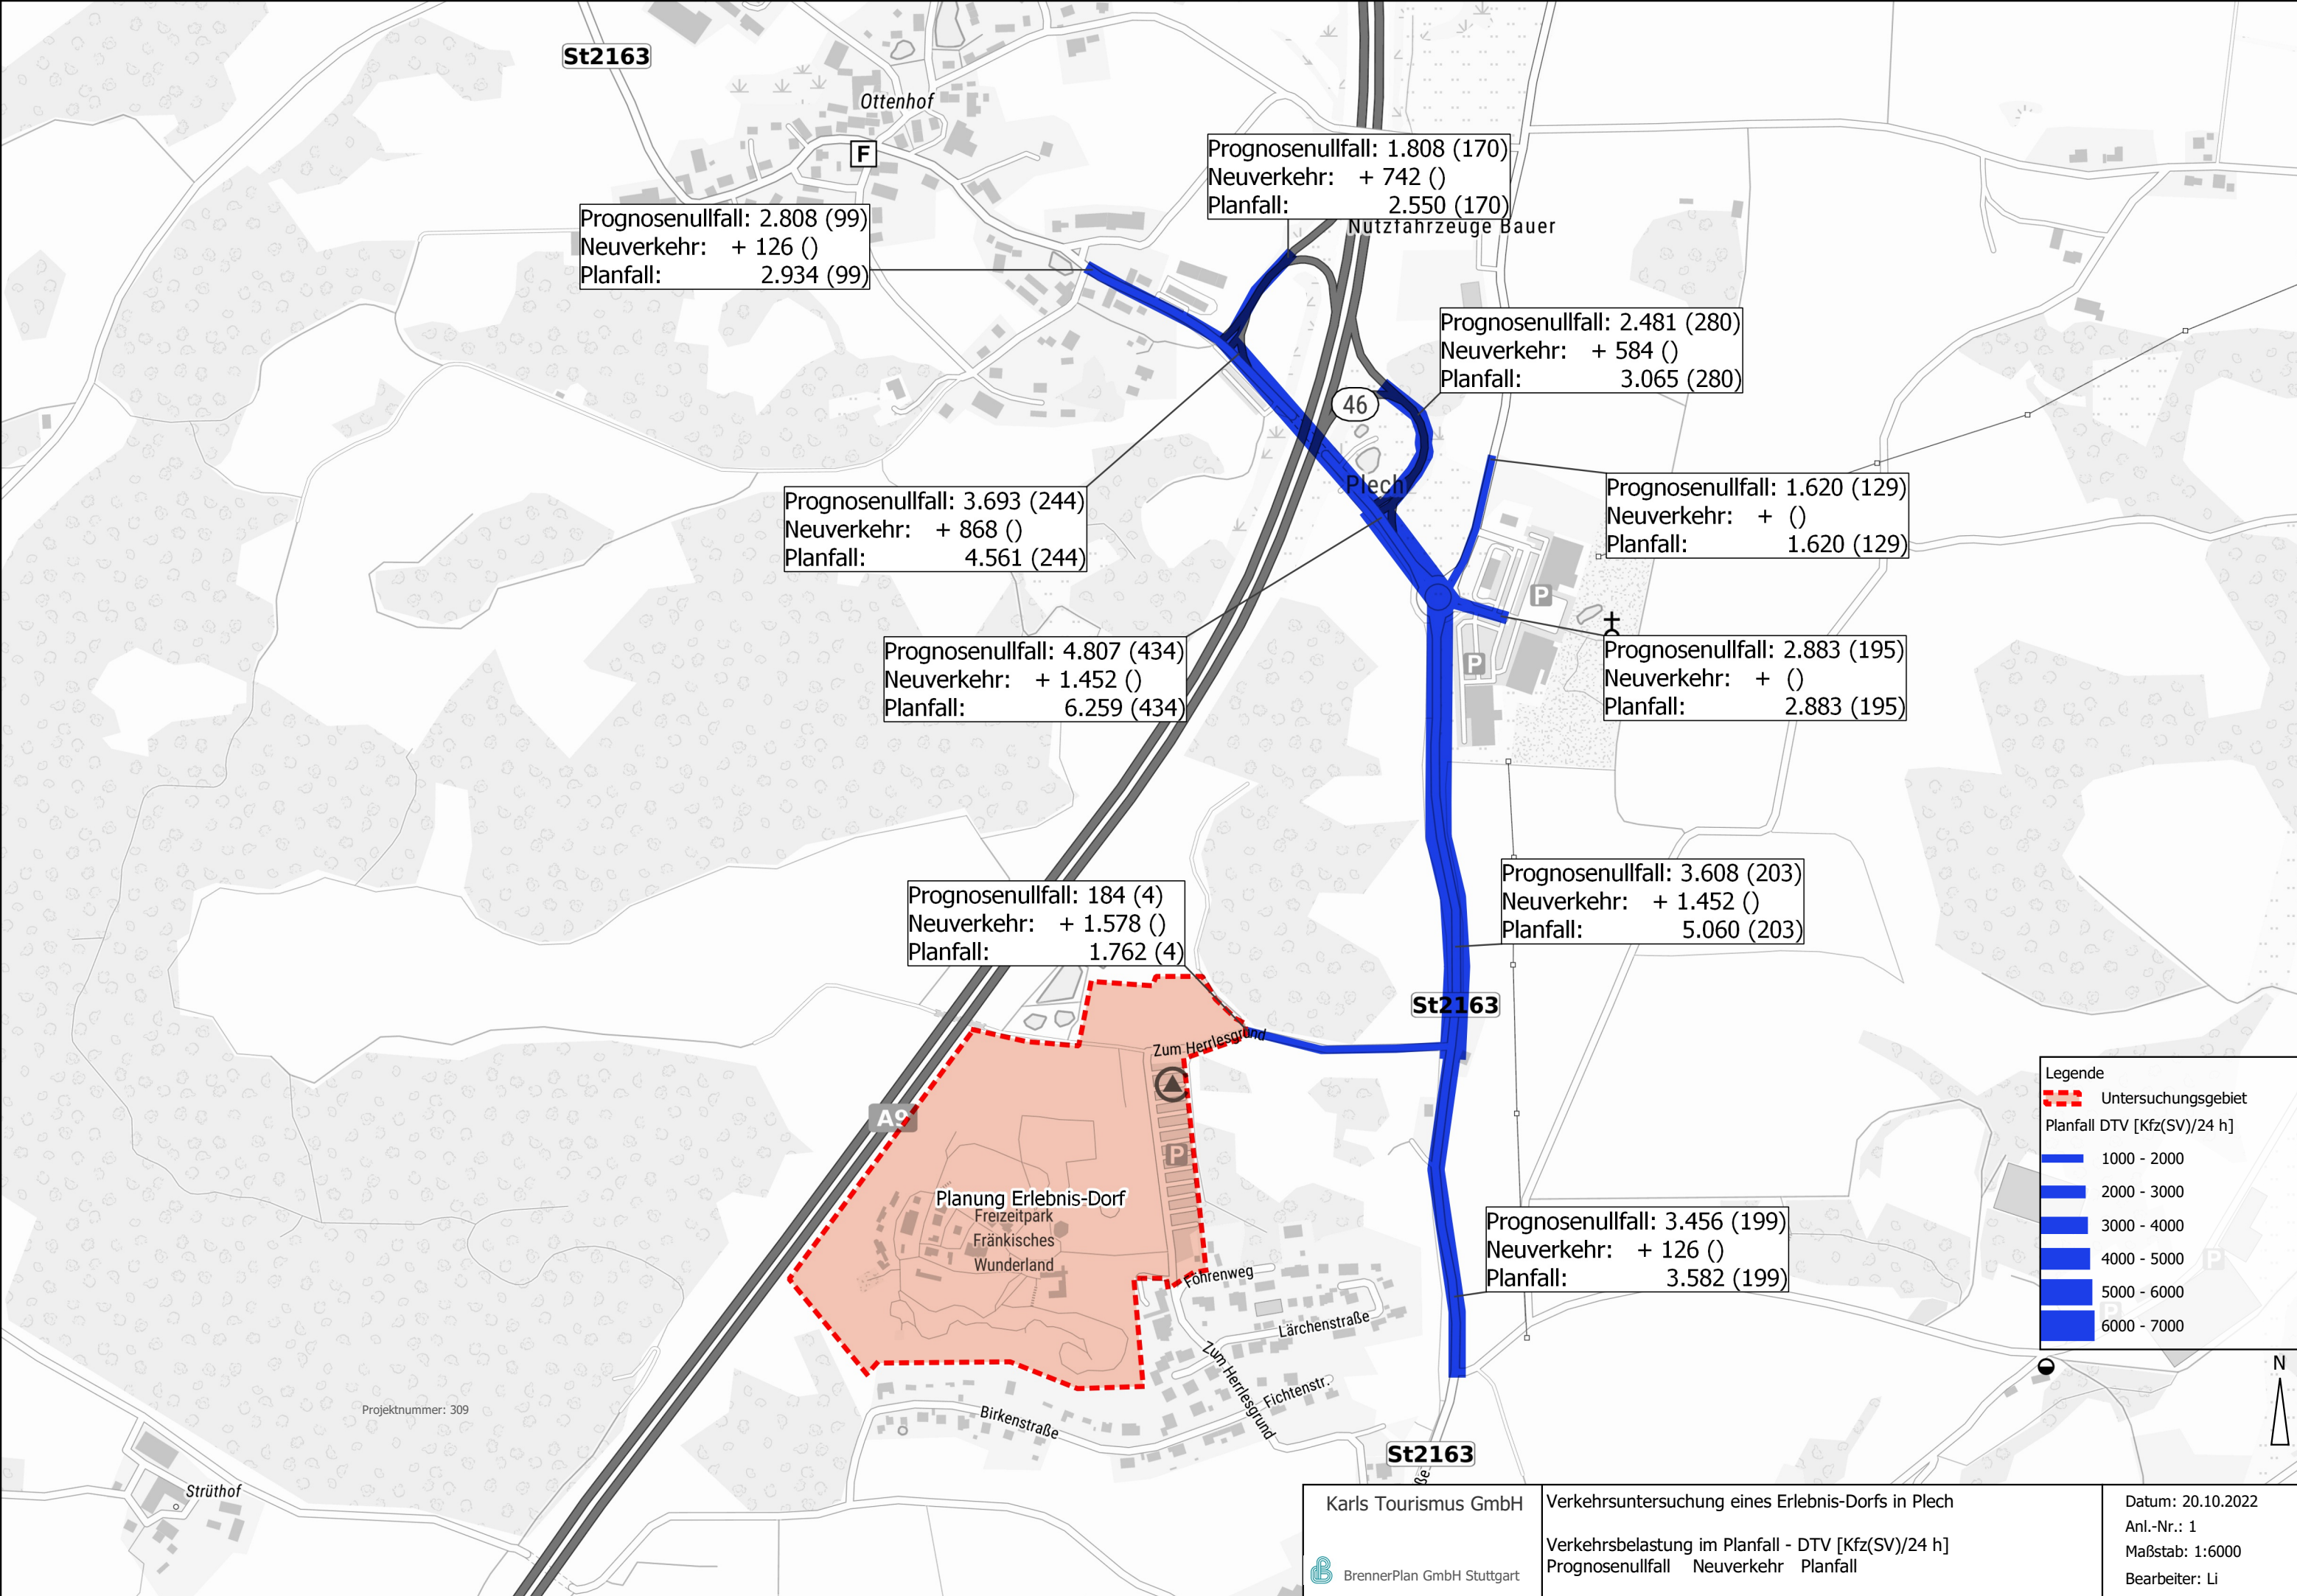 St2163
Ottenhof
F
Prognosenullfall: 1.808 (170)
Neuverkehr: + 742 ()
Planfall: 2.550 (170)
Nutzfahrzeuge Bauer
Prognosenullfall: 2.808 (99)
Neuverkehr: + 126 ()
Planfall: 2.934 (99)
Prognosenullfall: 2.481 (280)
Neuverkehr: + 584 ()
Planfall: 3.065 (280)
46
Plech
Prognosenullfall: 3.693 (244)
Neuverkehr: + 868 ()
Planfall: 4.561 (244)
Prognosenullfall: 1.620 (129)
Neuverkehr: + ()
Planfall: 1.620 (129)
P
P
Prognosenullfall: 4.807 (434)
Neuverkehr: + 1.452 ()
Planfall: 6.259 (434)
Prognosenullfall: 2.883 (195)
Neuverkehr: + ()
Planfall: 2.883 (195)
Prognosenullfall: 184 (4)
Neuverkehr: + 1.578 ()
Planfall: 1.762 (4)
Prognosenullfall: 3.608 (203)
Neuverkehr: + 1.452 ()
Planfall: 5.060 (203)
St2163
Zum Herrlesgrund
A9
P
Planung Erlebnis-Dorf
Freizeitpark
Fränkisches
Wunderland
Prognosenullfall: 3.456 (199)
Neuverkehr: + 126 ()
Planfall: 3.582 (199)
Föhrenweg
Lärchenstraße
Zum Herrlesgrund
Fichtenstr.
Birkenstraße
Projektnummer: 309
Strüthof
St2163
ße
Legende
Untersuchungsgebiet
Planfall DTV [Kfz(SV)/24 h]
1000 - 2000
2000 - 3000
3000 - 4000
4000 - 5000
5000 - 6000
6000 - 7000
P
P
N
Karls Tourismus GmbH
BrennerPlan GmbH Stuttgart
Verkehrsuntersuchung eines Erlebnis-Dorfs in Plech
Verkehrsbelastung im Planfall - DTV [Kfz(SV)/24 h]
Prognosenullfall Neuverkehr Planfall
Datum: 20.10.2022
Anl.-Nr.: 1
Maßstab: 1:6000
Bearbeiter: Li